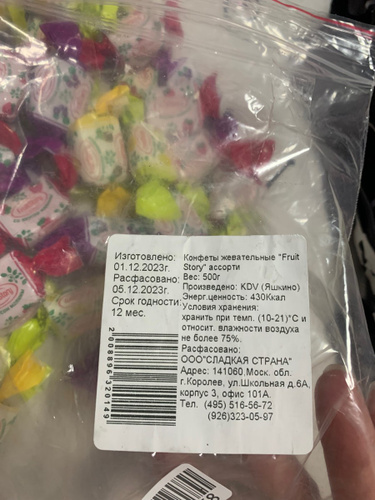 Изготовлено:
01.12.2023г.
Расфасовано:
05.12.2023г.
Срок годности:
12 мес.
Конфеты жевательные "Fruit
Story" ассорти
Вес: 500г
Произведено: KDV (Яшкино)
Энерг.ценность: 430Ккал
Условия хранения:
хранить при темп. (10-21)°С и
относит. влажности воздуха
не более 75%.
Расфасовано:
ООО"СЛАДКАЯ СТРАНА"
Адрес: 141060,Моск. обл.
г.Королев, ул.Школьная д.6А,
корпус 3, офис 101А.
Тел. (495) 516-56-72
(926)323-05-97
2008996320149